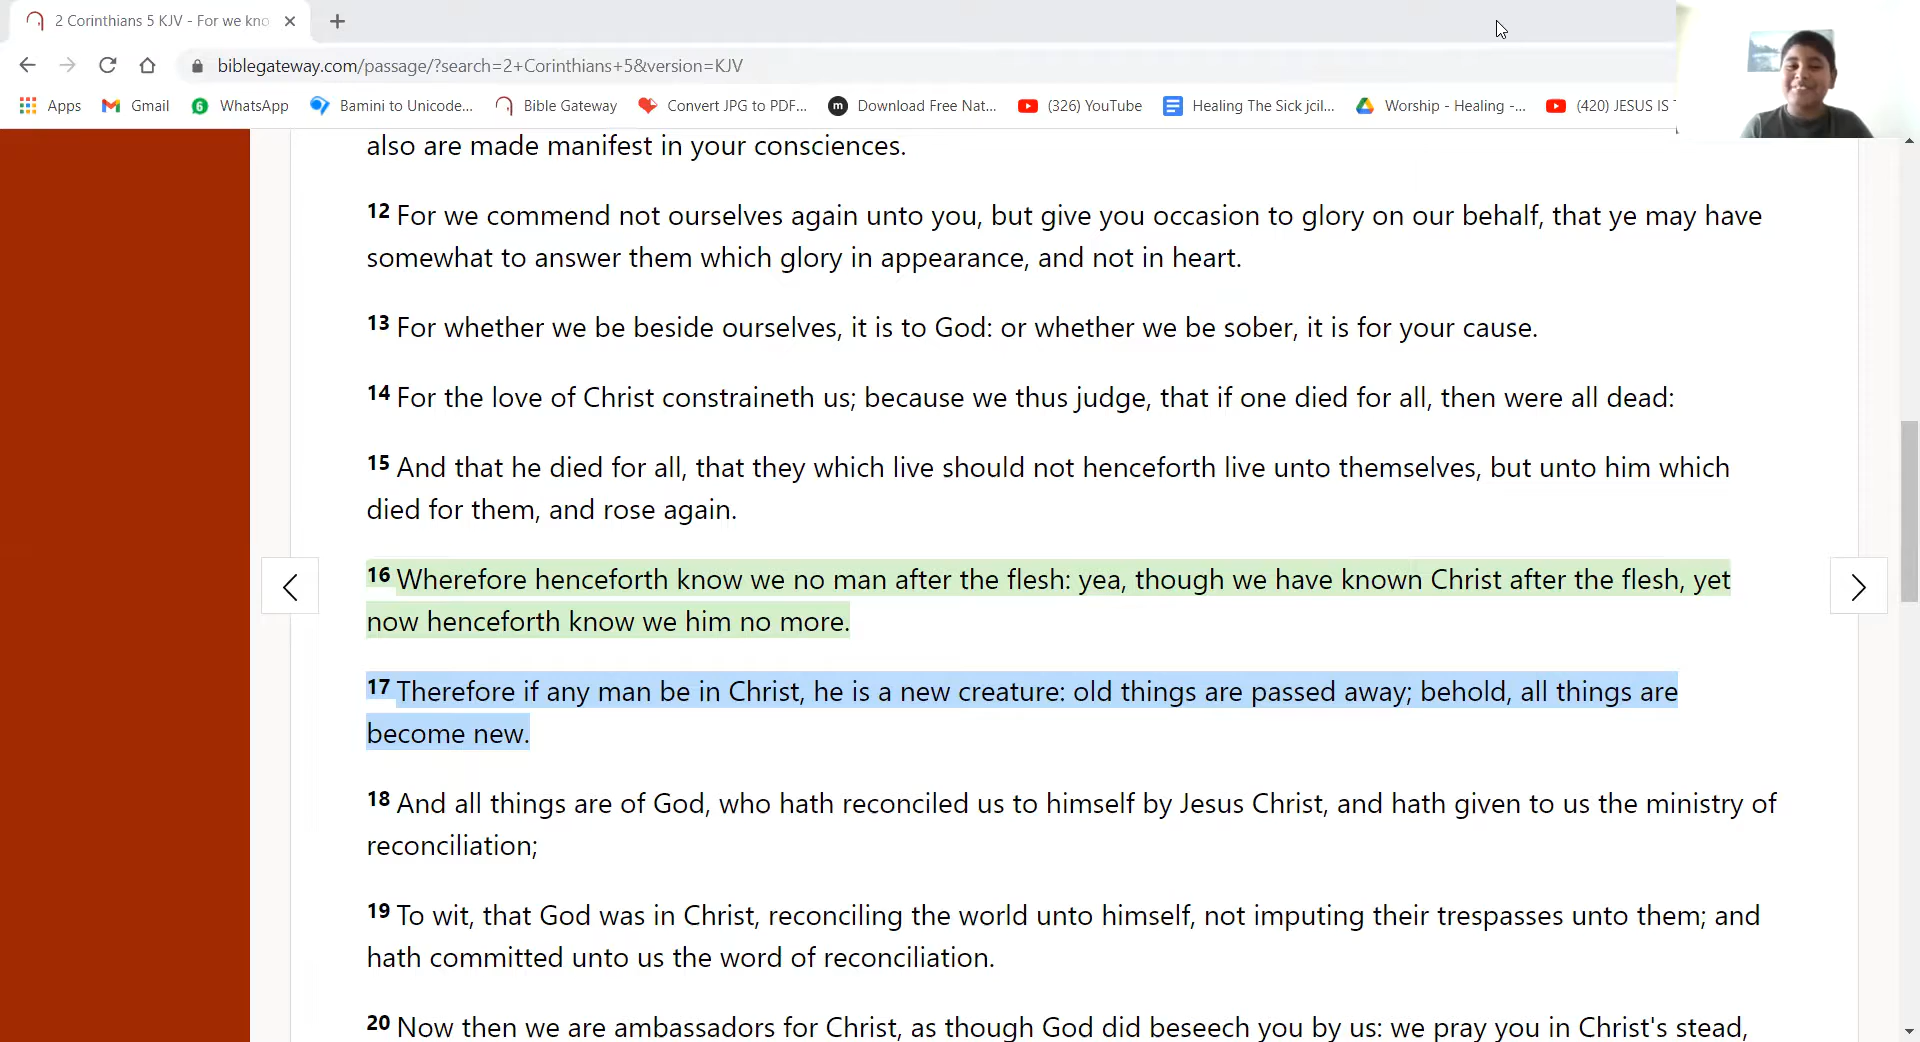 2 Corinthians 5 KJV - For we kno
biblegateway.com/passage/?search=2+Corinthians+5&version=KJV
Apps Gmail WhatsApp Bamini to Unicode... Bible Gateway Convert JPG to PDF... m Download Free Nat... (326) YouTube Healing The Sick jcil... Worship - Healing -... (420) JESUS IS
also are made manifest in your consciences.
12 For we commend not ourselves again unto you, but give you occasion to glory on our behalf, that ye may have
somewhat to answer them which glory in appearance, and not in heart.
13 For whether we be beside ourselves, it is to God: or whether we be sober, it is for your cause.
14 For the love of Christ constraineth us; because we thus judge, that if one died for all, then were all dead:
15 And that he died for all, that they which live should not henceforth live unto themselves, but unto him which
died for them, and rose again.
16 Wherefore henceforth know we no man after the flesh: yea, though we have known Christ after the flesh, yet
now henceforth know we him no more.
17 Therefore if any man be in Christ, he is a new creature: old things are passed away; behold, all things are
become new.
18 And all things are of God, who hath reconciled us to himself by Jesus Christ, and hath given to us the ministry of
reconciliation;
19 To wit, that God was in Christ, reconciling the world unto himself, not imputing their trespasses unto them; and
hath committed unto us the word of reconciliation.
20 Now then we are ambassadors for Christ, as though God did beseech you by us: we pray you in Christ's stead,